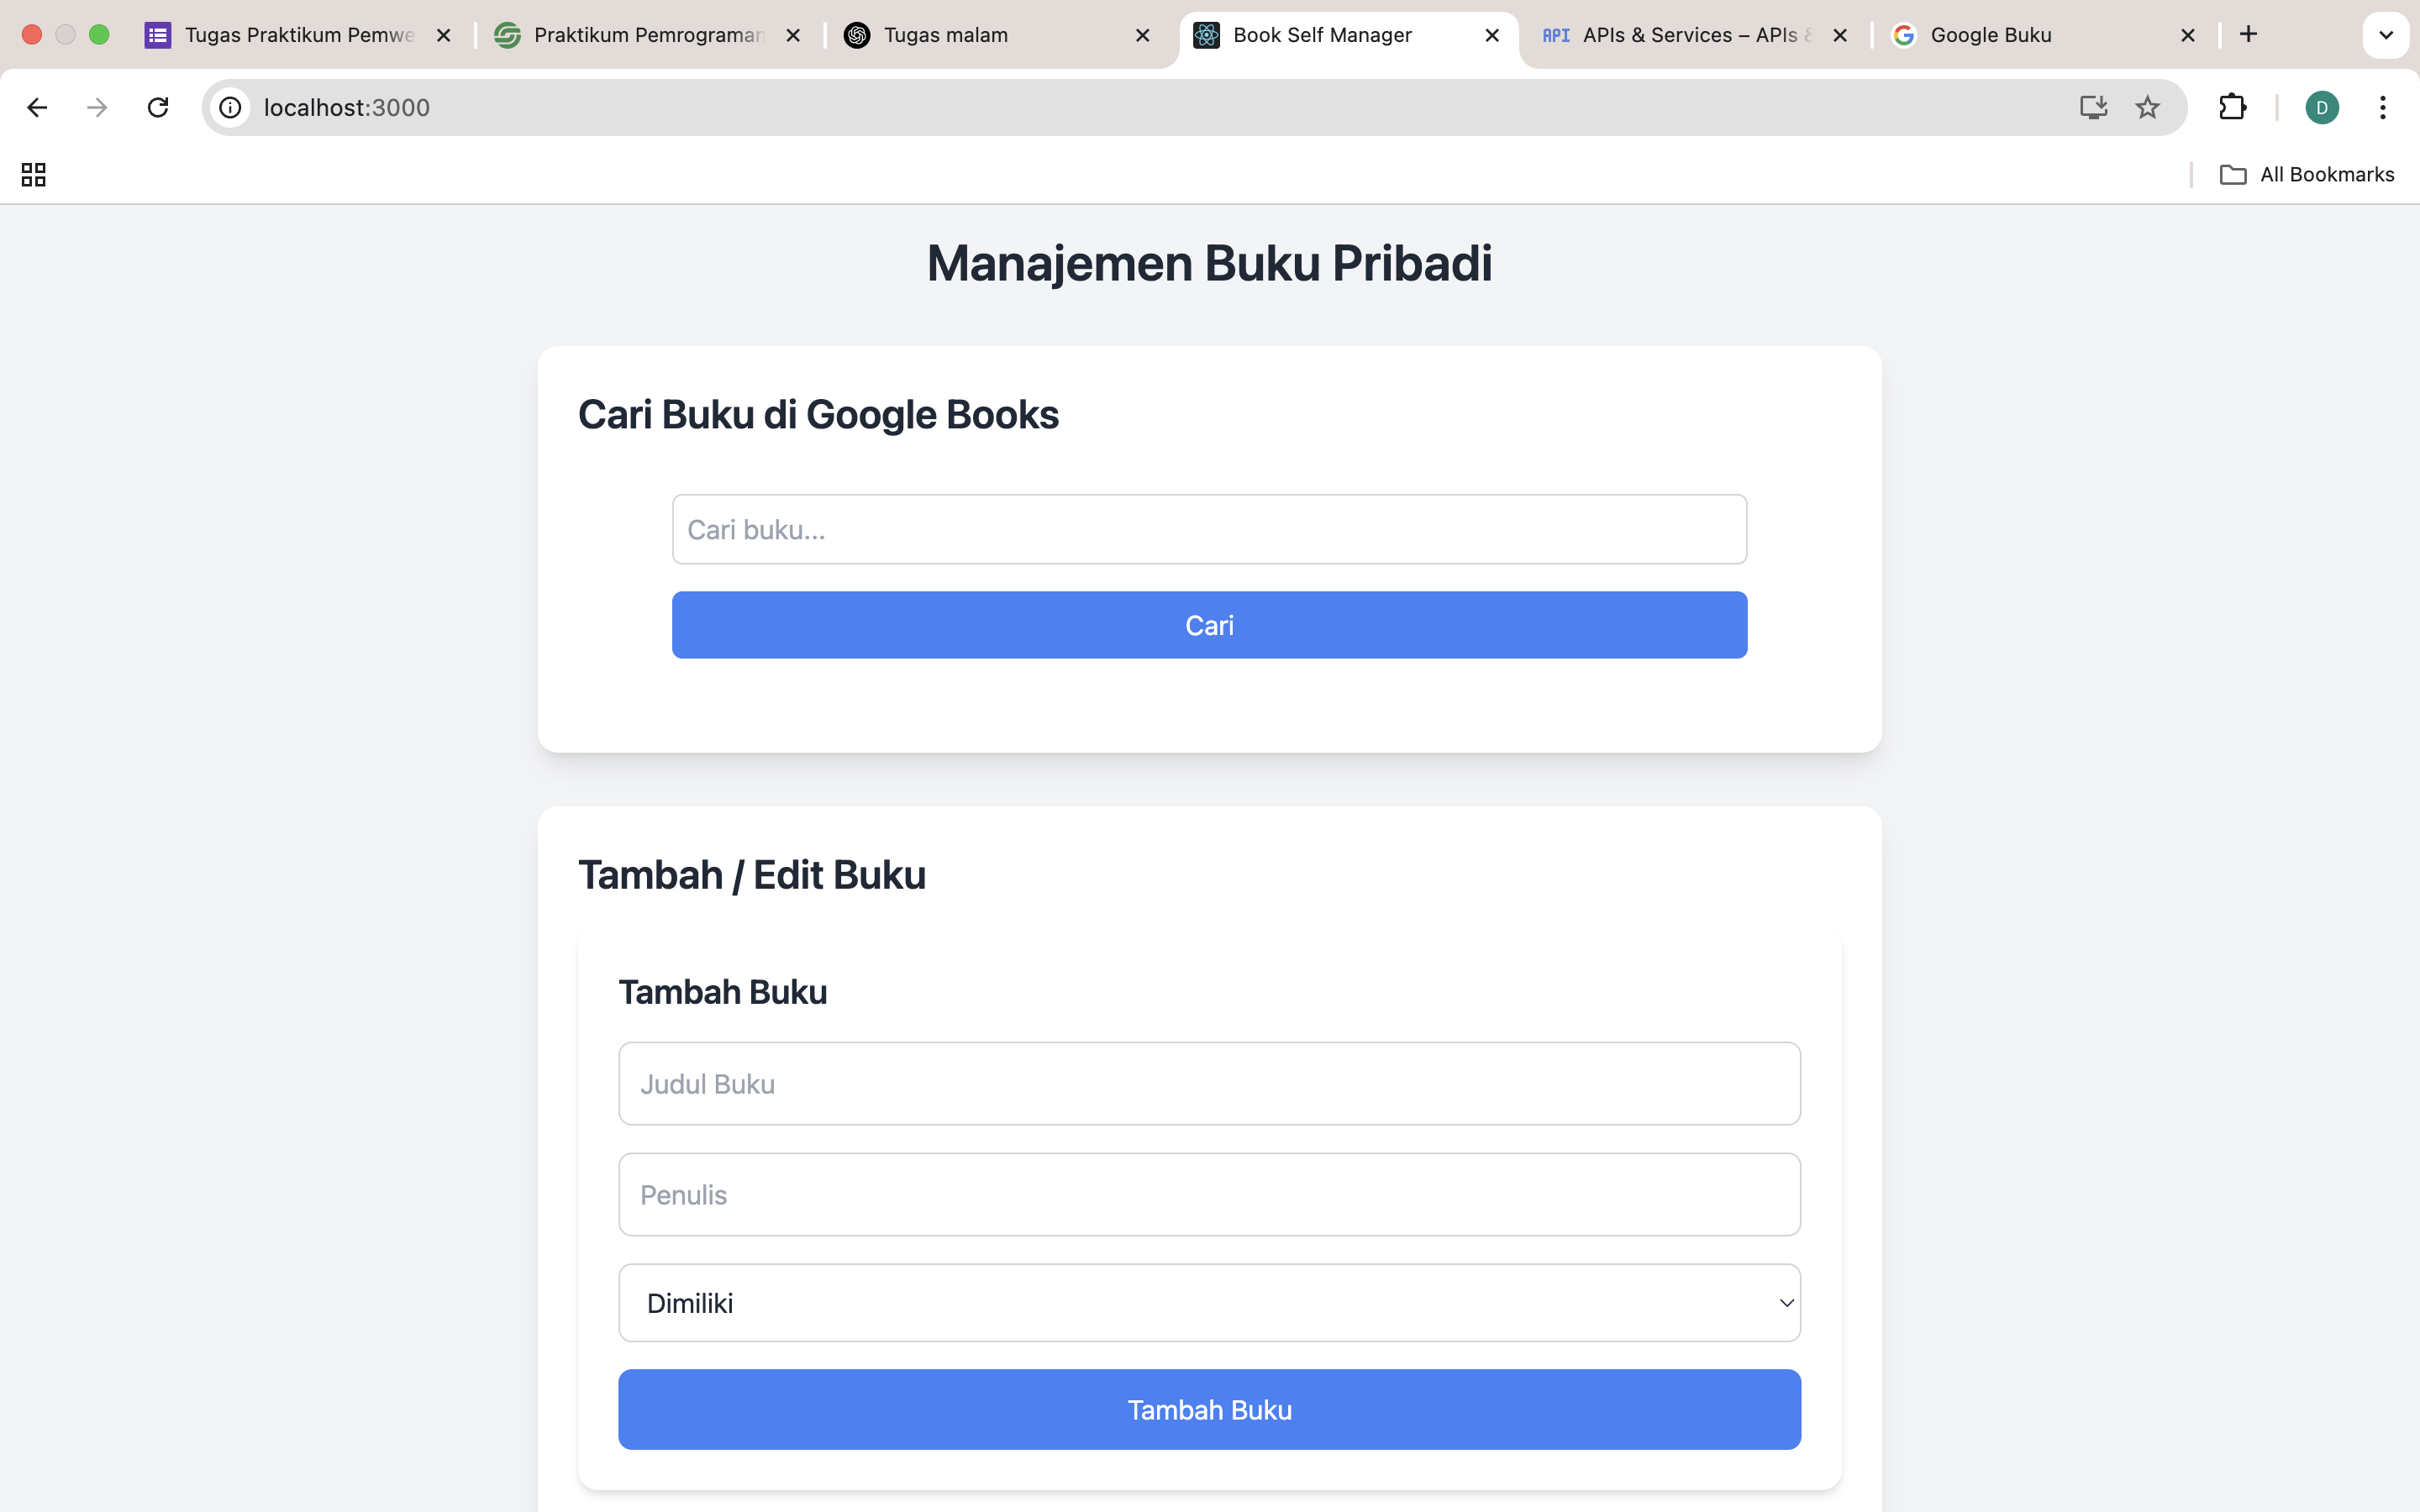 Tugas Praktikum Pemwe
Praktikum Pemrograman
Tugas malam
Book Self Manager
API APIs & Services – APIs &
Google Buku
localhost:3000
D
All Bookmarks
Manajemen Buku Pribadi
Cari Buku di Google Books
Cari buku...
Cari
Tambah / Edit Buku
Tambah Buku
Judul Buku
Penulis
Dimiliki
Tambah Buku